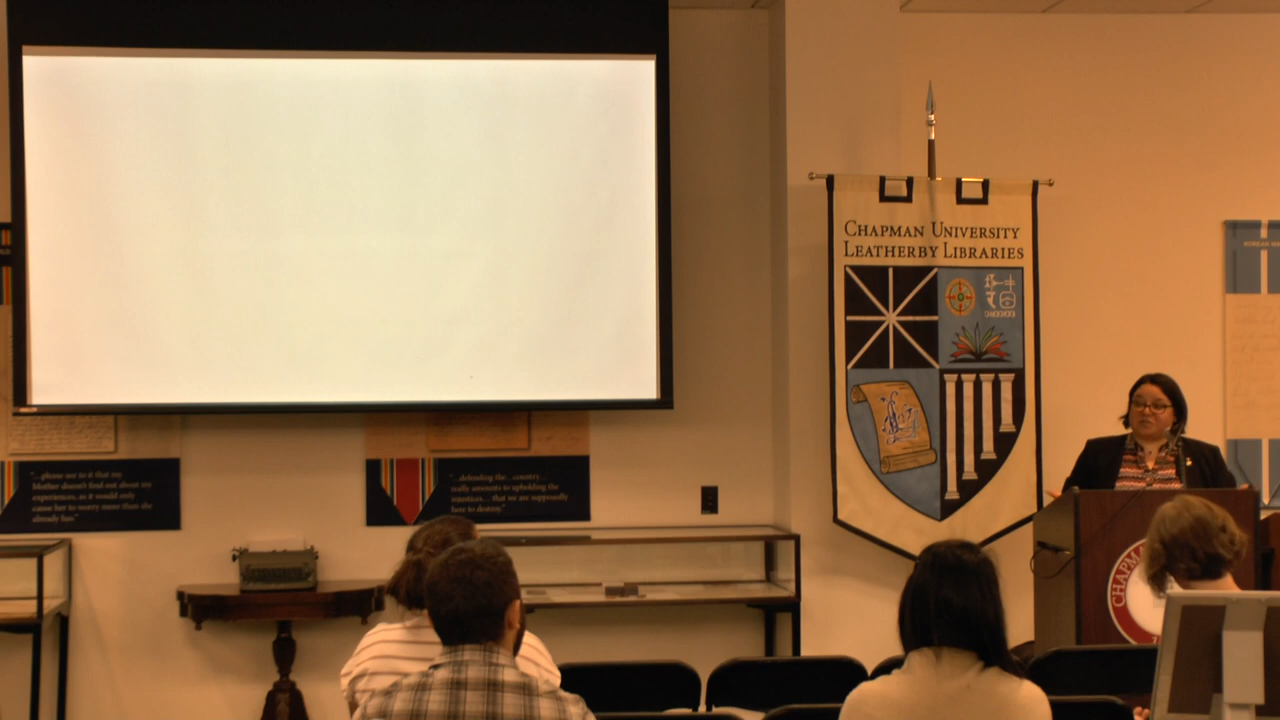 CHAPMAN UNIVERSITY
LEATHERBY LIBRARIES
KOREAN
"...please see to it that my
Mother doesn't find out about my
experiences, as it would only
cause her to worry more than she
already has."
"...defending the... country...
really amounts to upholding the
injustices... that we are supposedly
here to destroy."
CHAPMA